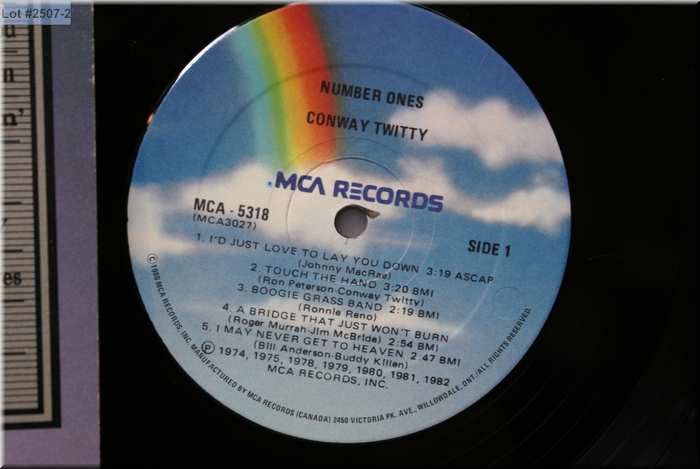 Lot #2507-2
n
n'
es
NUMBER ONES
CONWAY TWITTY
MCA RECORDS
MCA - 5318
(MCA3027)
SIDE 1
1. I'D JUST LOVE TO LAY YOU DOWN 3:19 ASCAP
(Johnny MacRae)
2. TOUCH THE HAND 3:20 BMI
(Ron Peterson-Conway Twitty)
3. BOOGIE GRASS BAND 2:19 BMI
(Ronnie Reno)
4. A BRIDGE THAT JUST WON'T BURN
(Roger Murrah-Jim McBride) 2:54 BMI
5. I MAY NEVER GET TO HEAVEN 2:47 BMI
(Bill Anderson-Buddy Killen)
Ⓟ 1974, 1975, 1978, 1979, 1980, 1981, 1982
MCA RECORDS, INC.
©1980 MCA RECORDS, INC. MANUFACTURED BY MCA RECORDS (CANADA) 2450 VICTORIA PK. AVE., WILLOWDALE, ONT./ALL RIGHTS RESERVED.